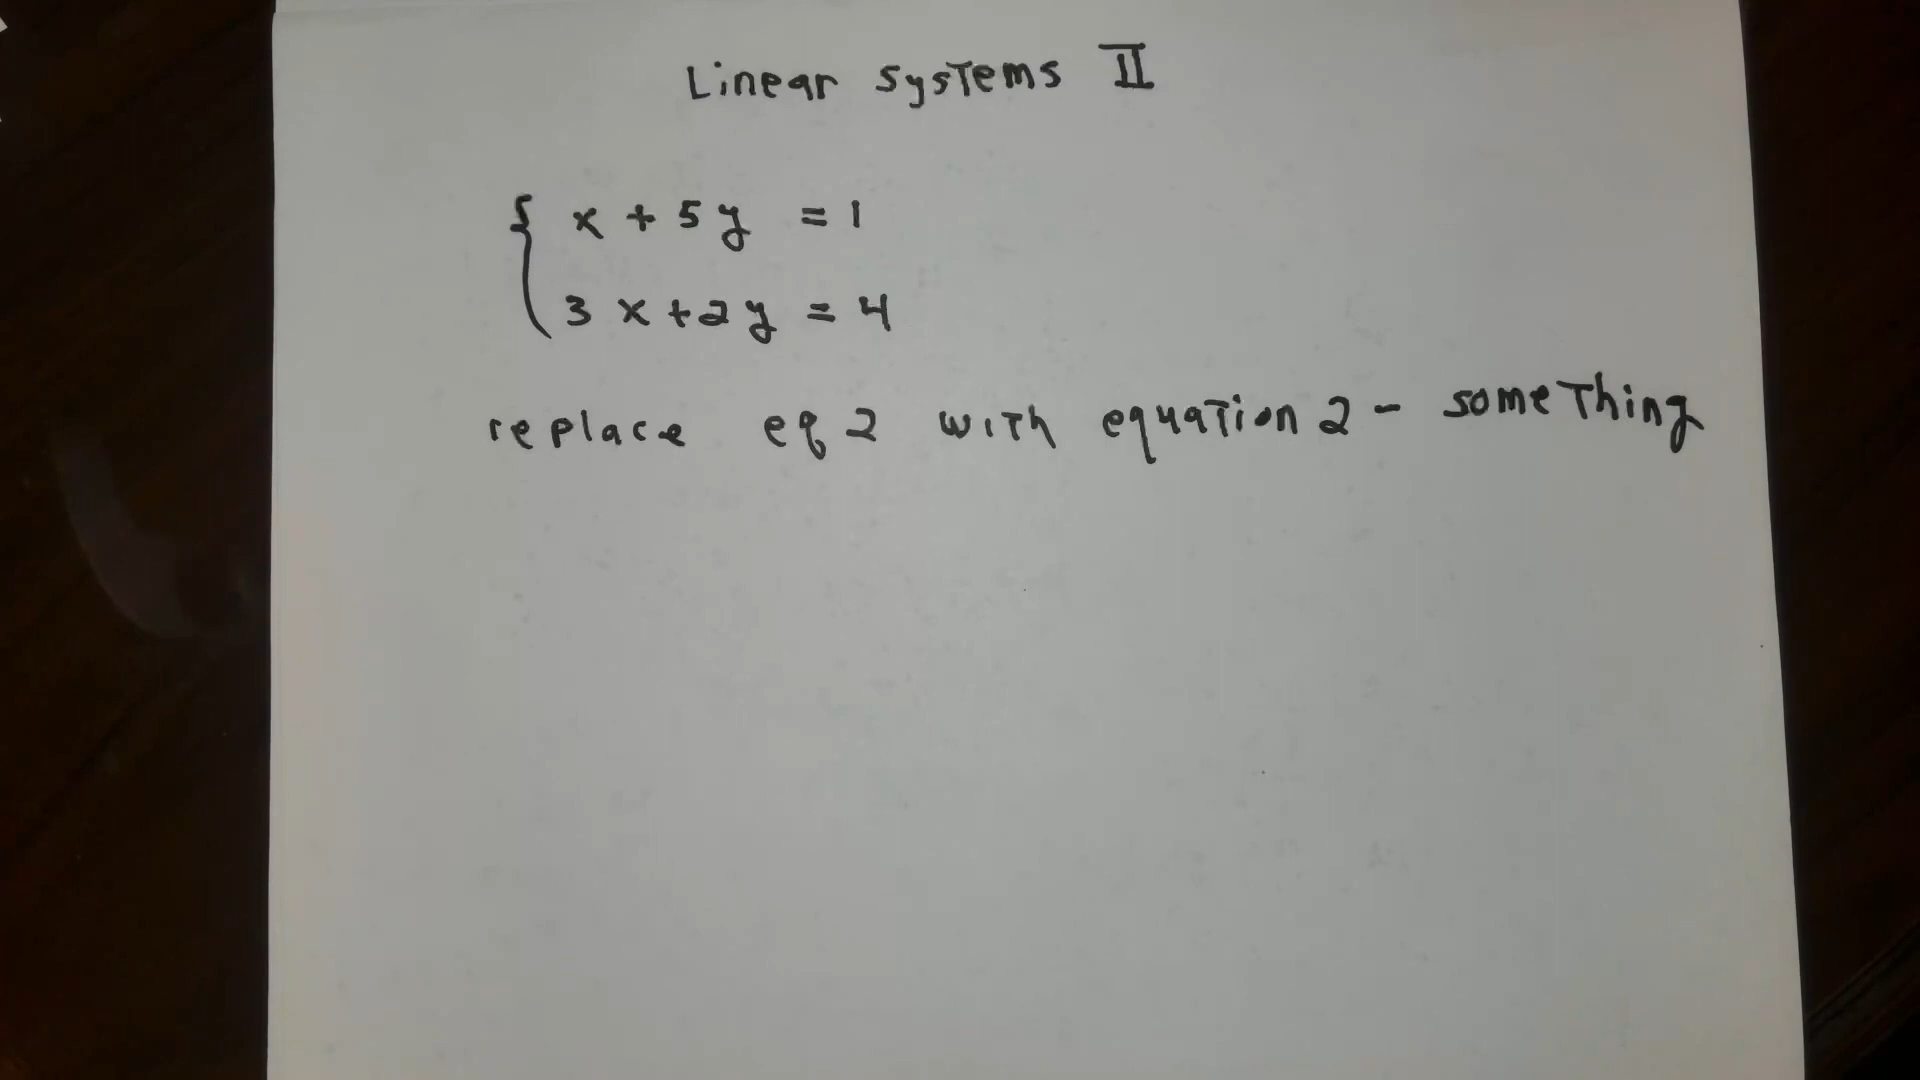 Linear systems II
x + 5y = 1
3x + 2y = 4
replace eq 2 with equation 2 - something